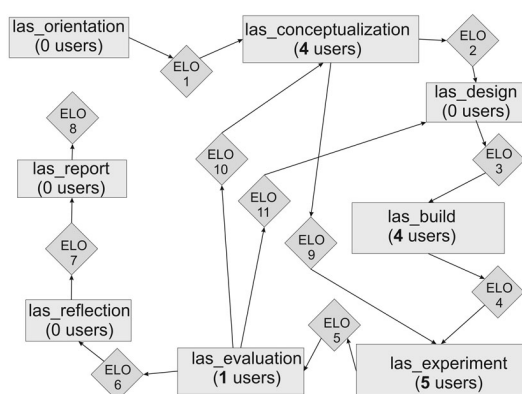 las_orientation
(0 users)
ELO
1
las_conceptualization
(4 users)
ELO
2
las_design
(0 users)
ELO
3
ELO
8
las_report
(0 users)
ELO
10
ELO
11
las_build
(4 users)
ELO
7
ELO
9
ELO
4
las_reflection
(0 users)
ELO
5
ELO
6
las_evaluation
(1 users)
las_experiment
(5 users)